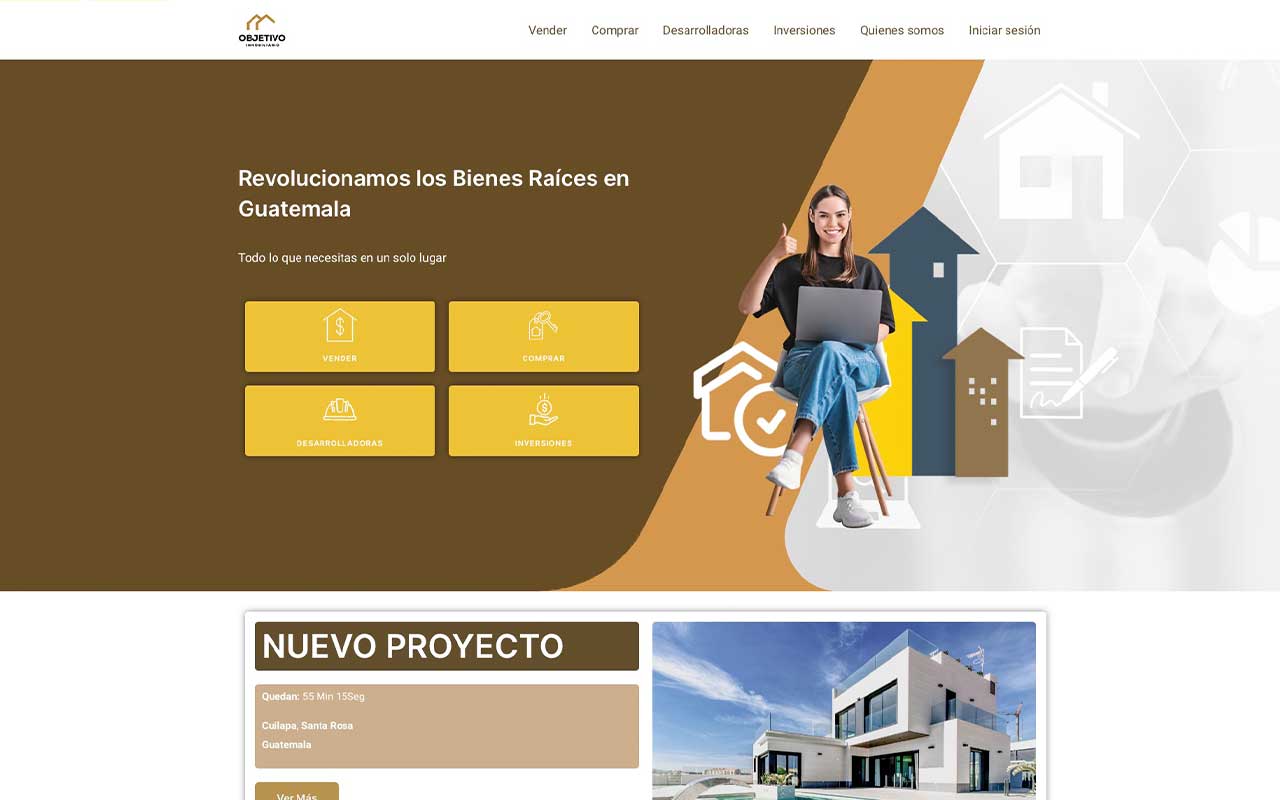 OBJETIVO
INMOBILIARIO
Vender
Comprar
Desarrolladoras
Inversiones
Quienes somos
Iniciar sesión
Revolucionamos los Bienes Raíces en
Guatemala
Todo lo que necesitas en un solo lugar
VENDER
COMPRAR
DESARROLLADORAS
INVERSIONES
NUEVO PROYECTO
Quedan: 55 Min 15Seg
Cuilapa, Santa Rosa
Guatemala
Ver Más